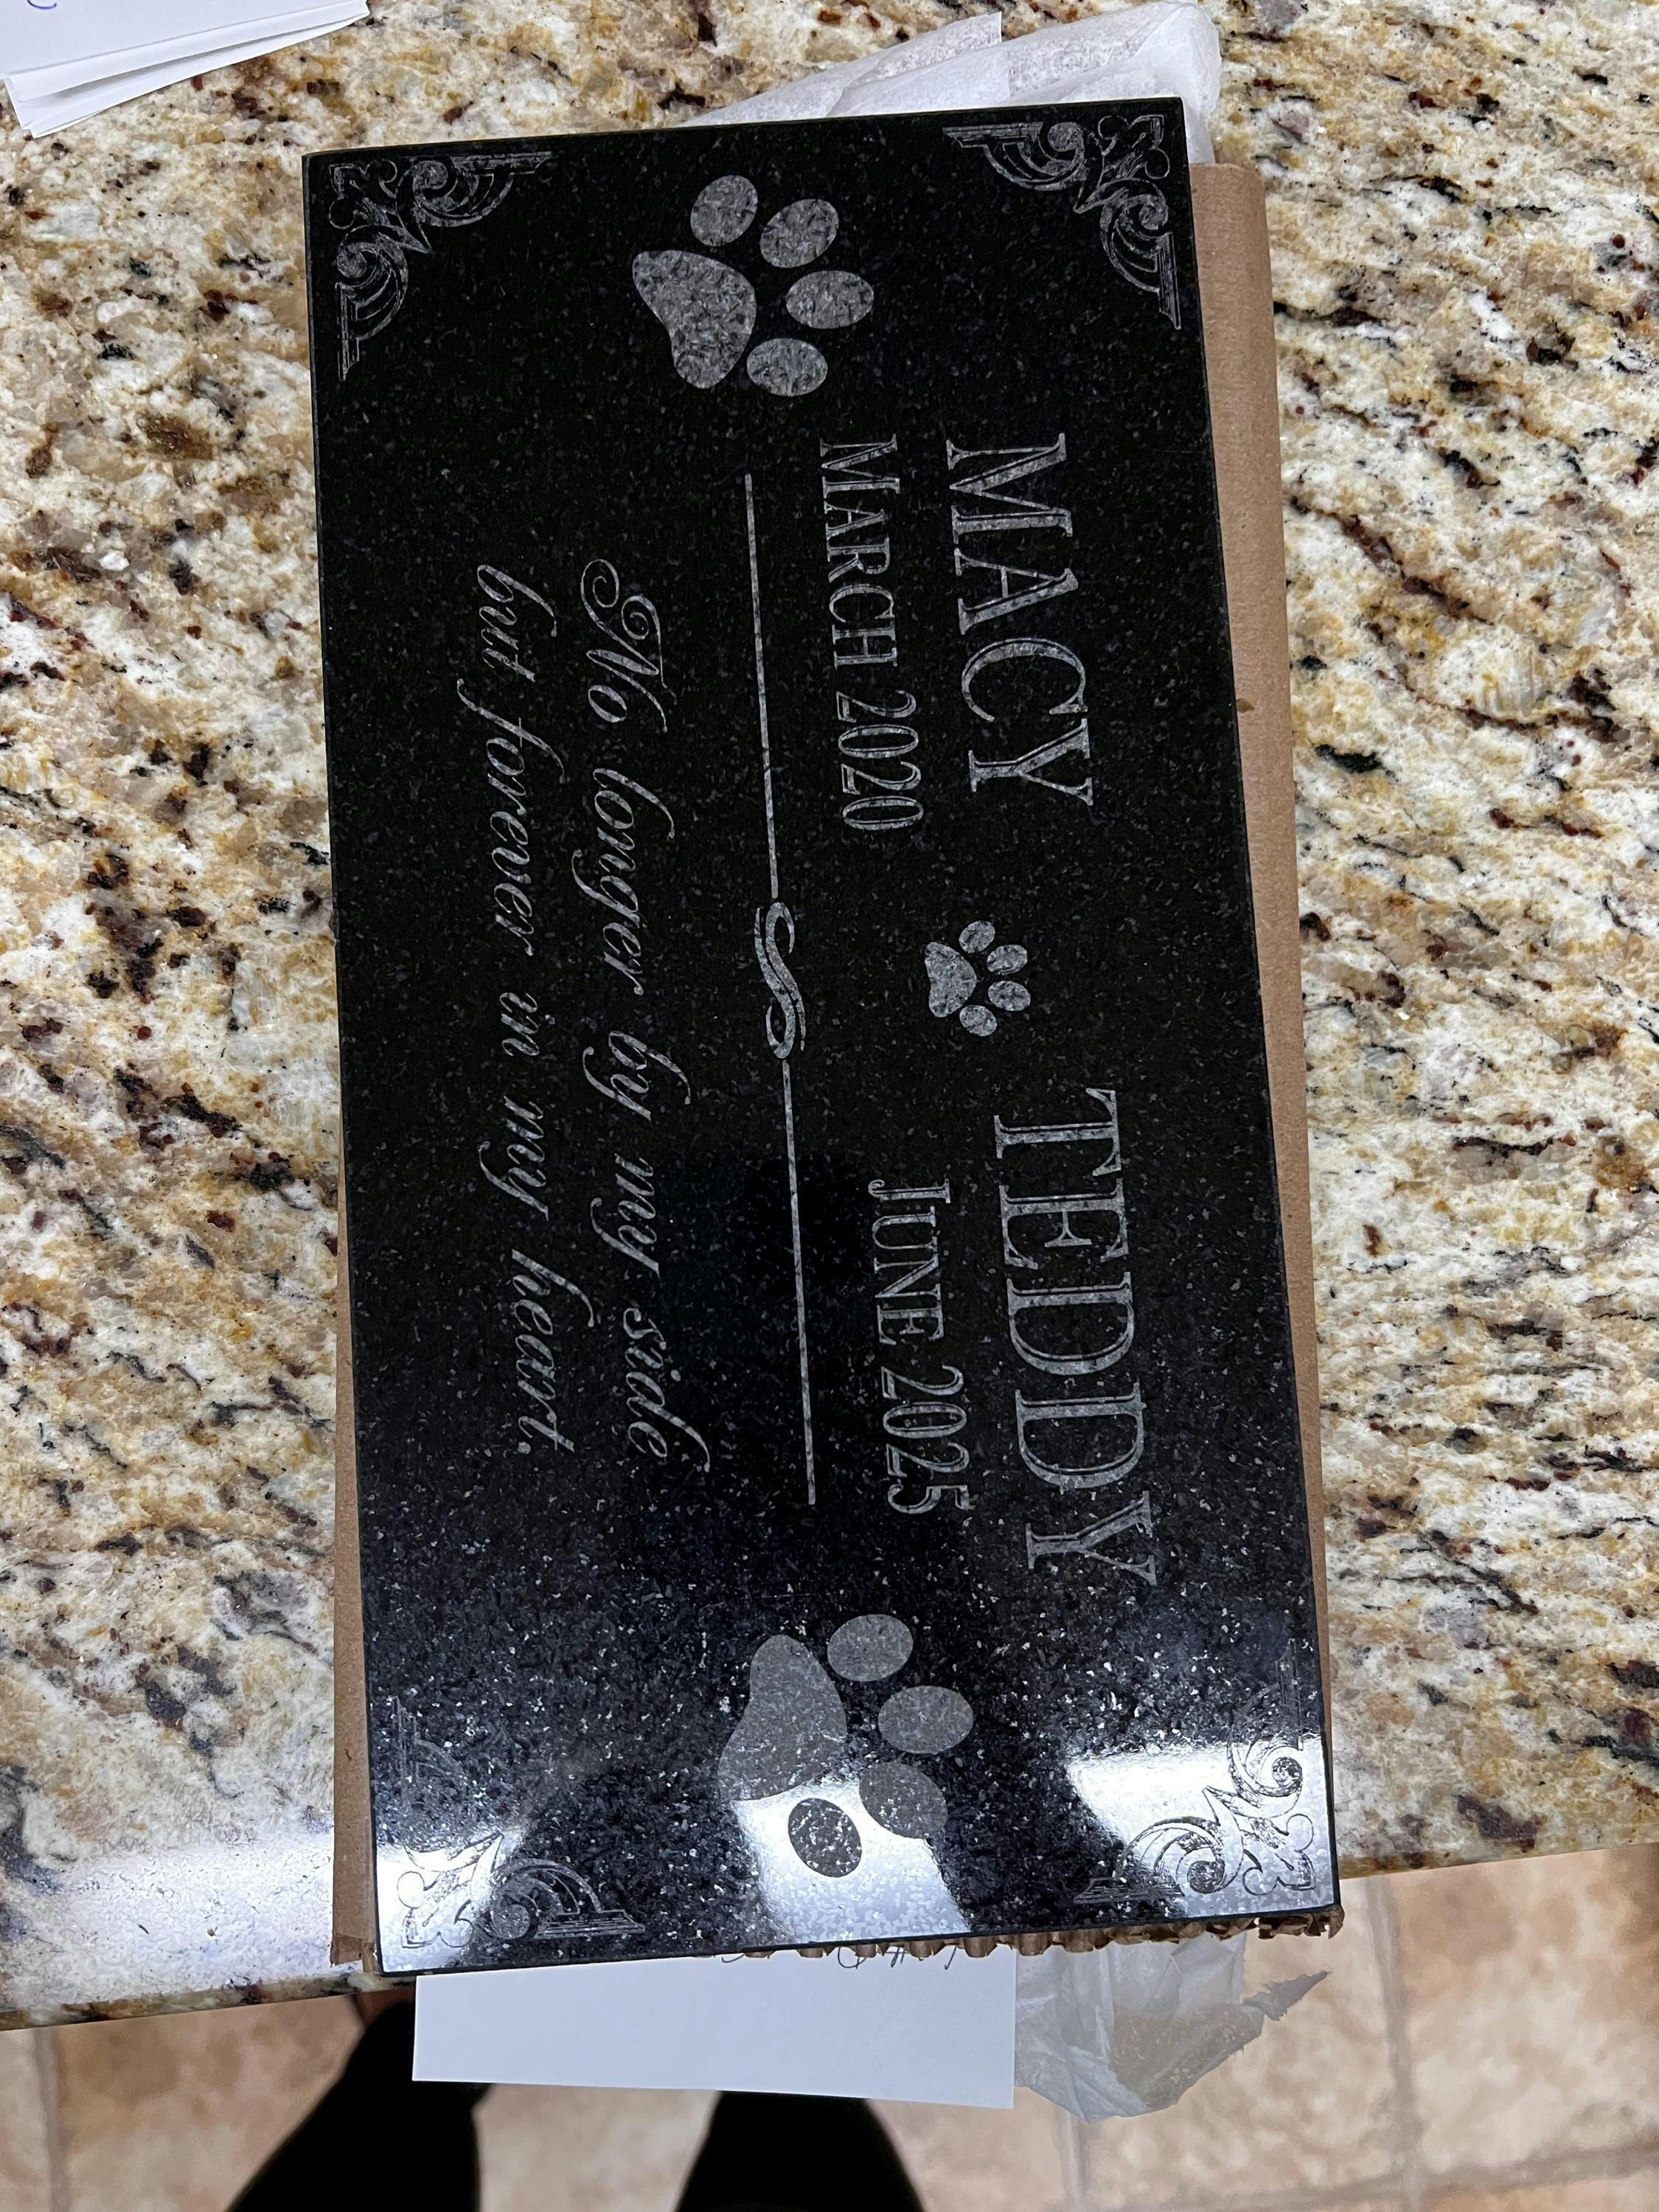 MACY TEDDY
MARCH 2020 JUNE 2025
No longer by my side
but forever in my heart.